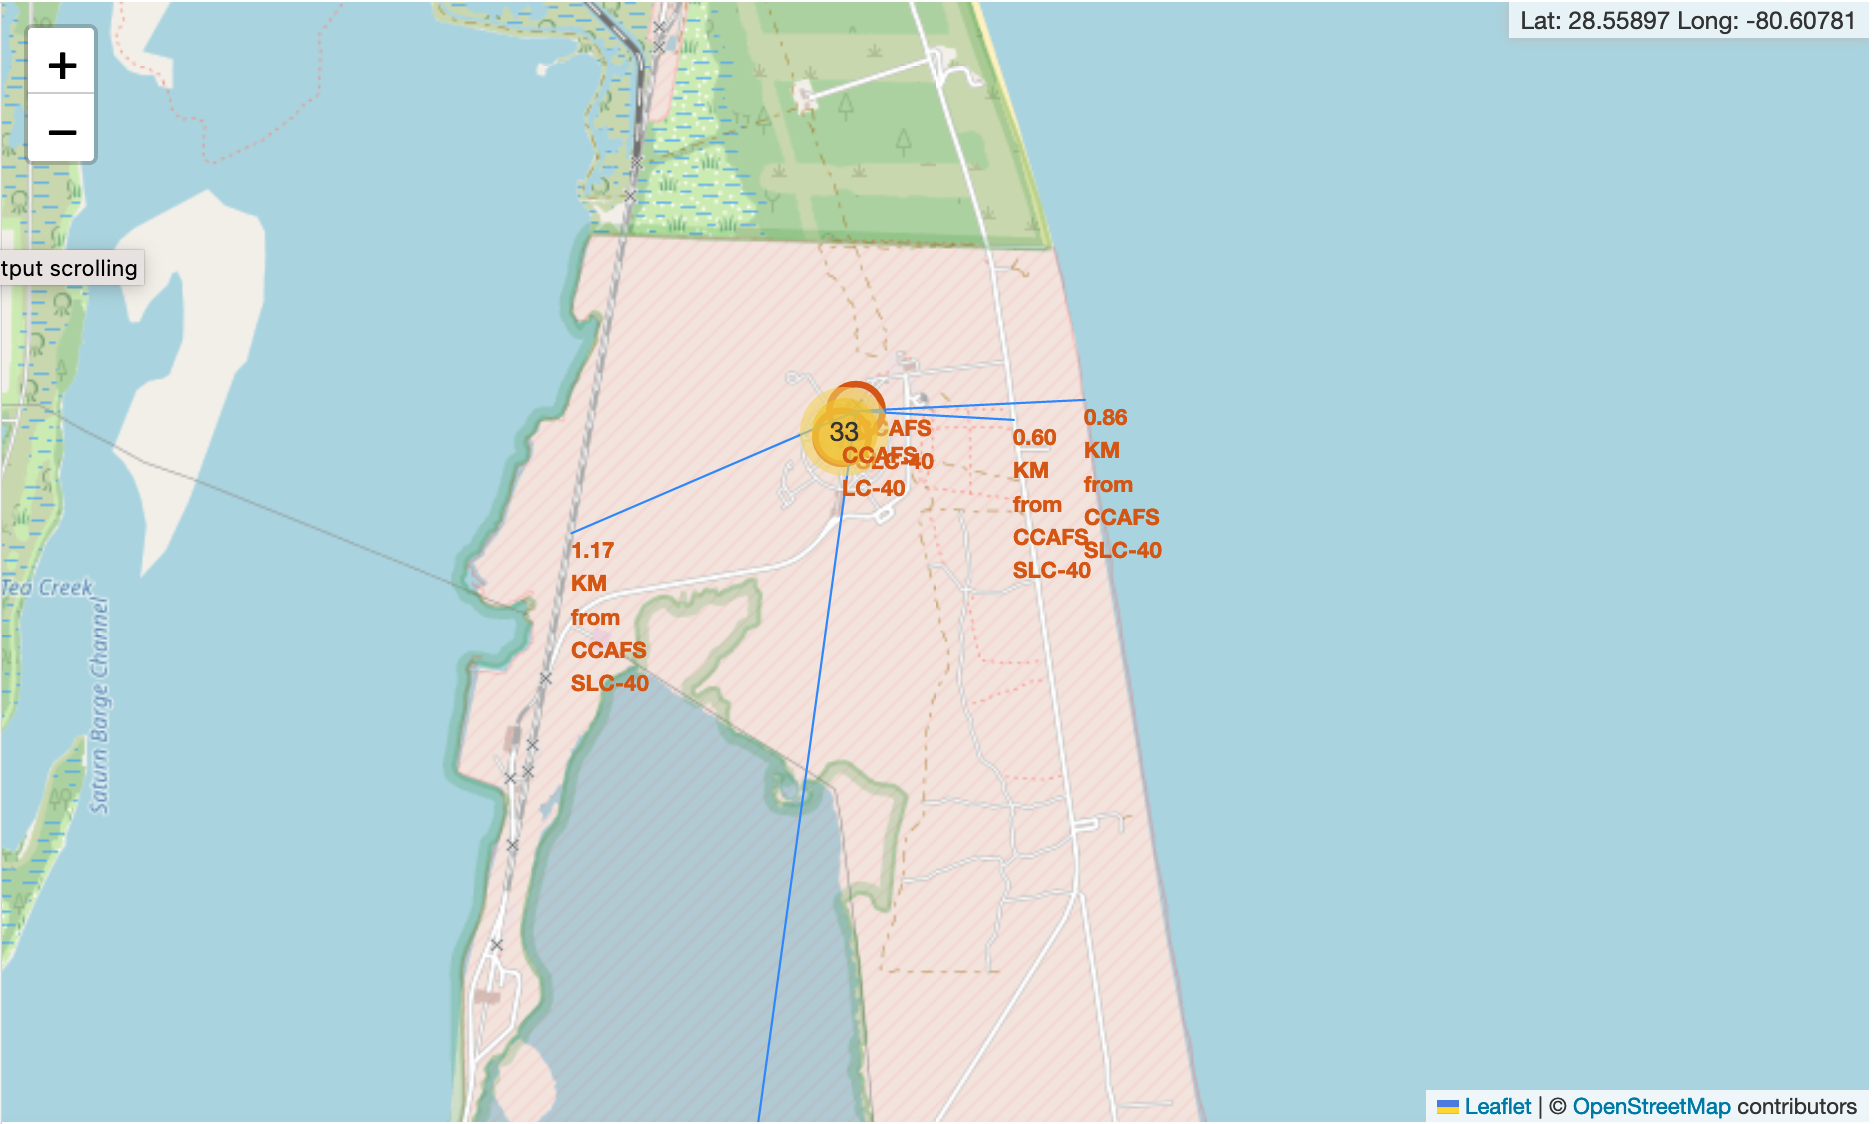 +
Lat: 28.55897 Long: -80.60781
−
tput scrolling
33
CAFS
SLC-40
CCAFS
LC-40
0.86
KM
from
CCAFS
SLC-40
0.60
KM
from
CCAFS
SLC-40
1.17
KM
from
CCAFS
SLC-40
Tea Creek
Saturn Barge Channel
Leaflet | © OpenStreetMap contributors